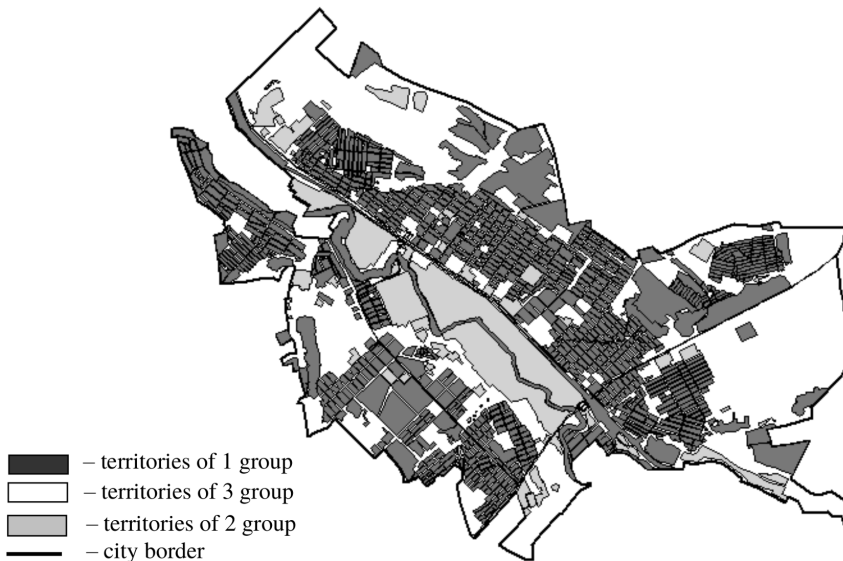 – territories of 1 group
– territories of 3 group
– territories of 2 group
– city border